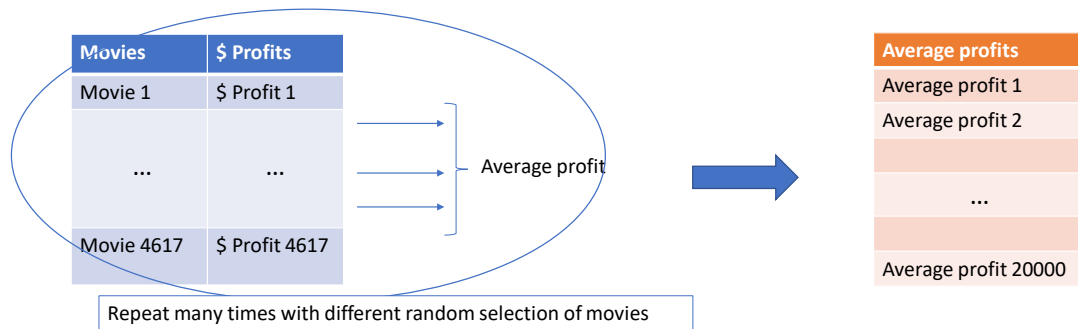 Movies $ Profits
Movie 1 $ Profit 1
... ...
Movie 4617 $ Profit 4617
Average profit
Repeat many times with different random selection of movies
Average profits
Average profit 1
Average profit 2
...
Average profit 20000